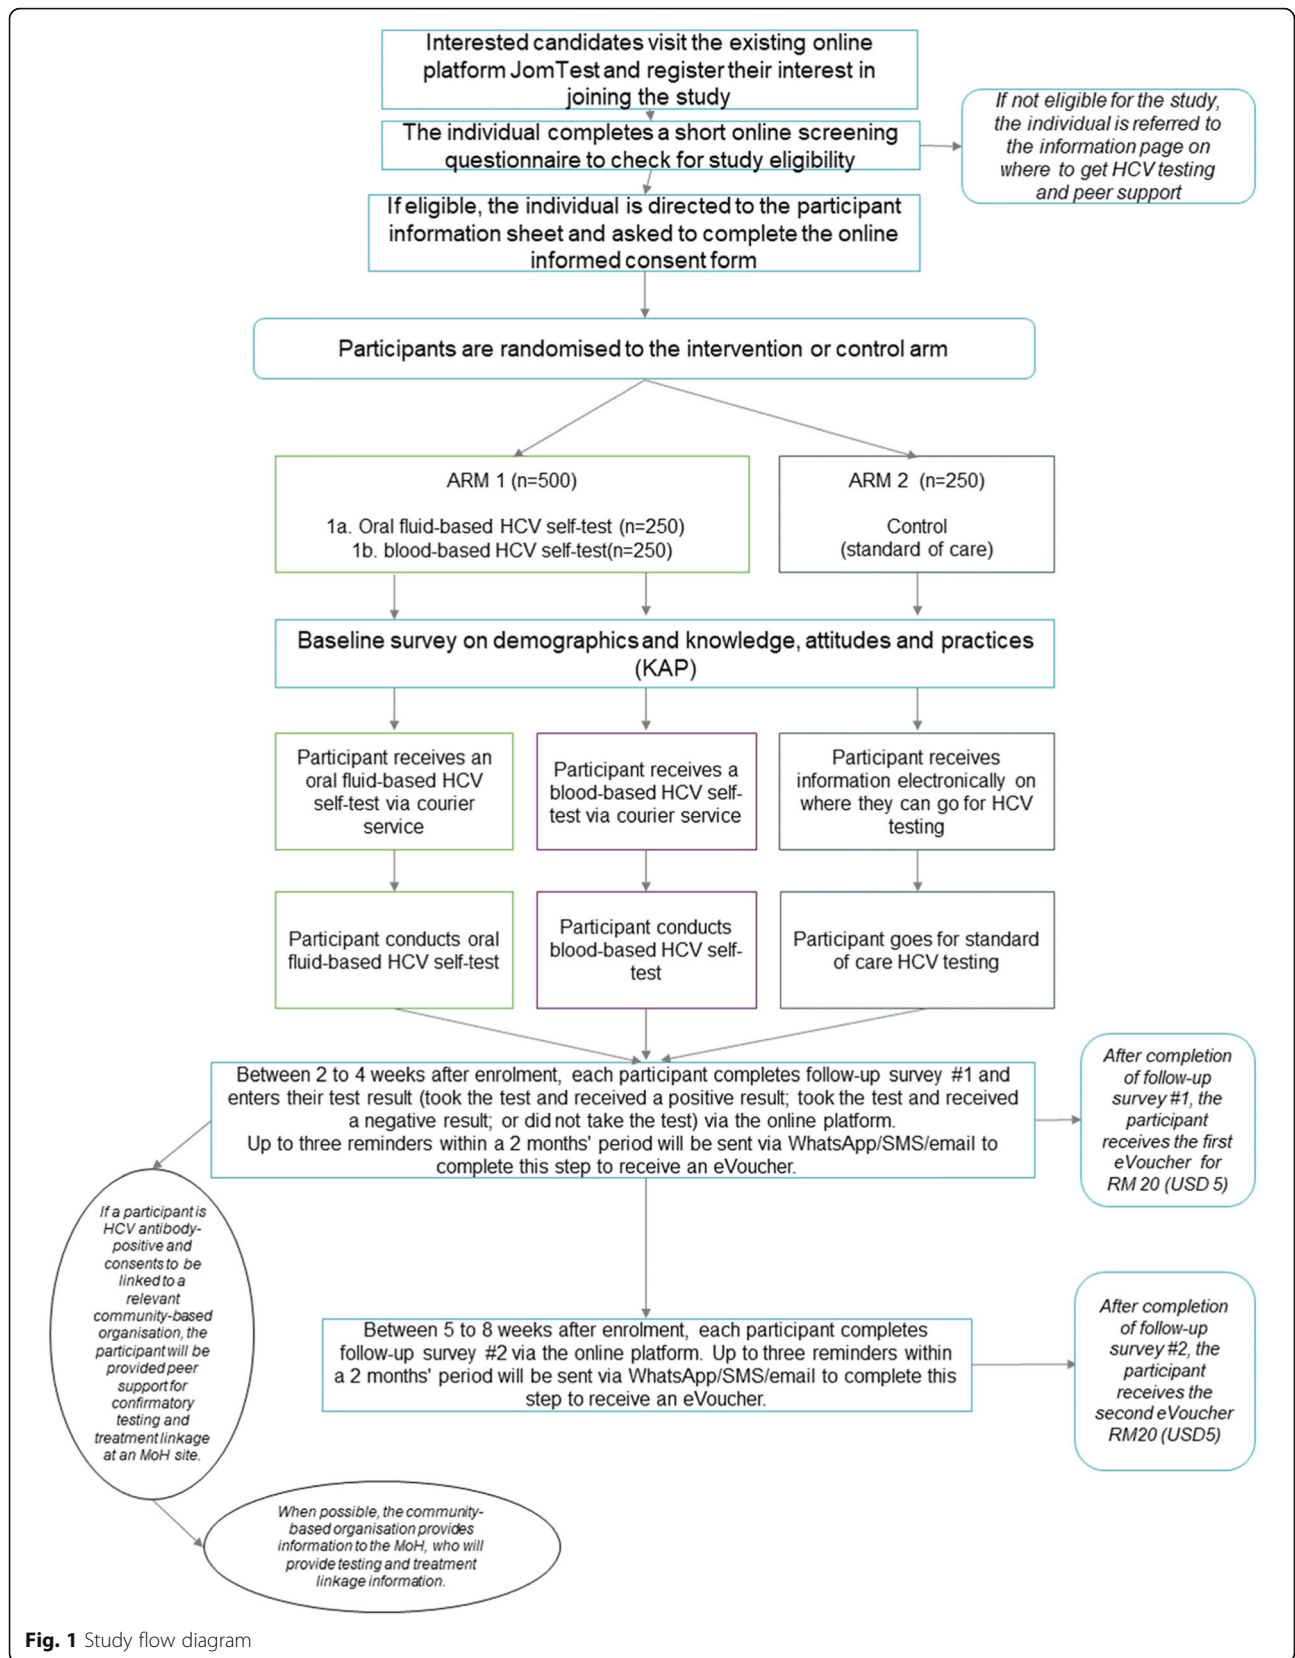 Interested candidates visit the existing online
platform JomTest and register their interest in
joining the study
The individual completes a short online screening
questionnaire to check for study eligibility
If not eligible for the study,
the individual is referred to
the information page on
where to get HCV testing
and peer support
If eligible, the individual is directed to the participant
information sheet and asked to complete the online
informed consent form
Participants are randomised to the intervention or control arm
ARM 1 (n=500)
1a. Oral fluid-based HCV self-test (n=250)
1b. blood-based HCV self-test(n=250)
ARM 2 (n=250)
Control
(standard of care)
Baseline survey on demographics and knowledge, attitudes and practices
(KAP)
Participant receives an
oral fluid-based HCV
self-test via courier
service
Participant receives a
blood-based HCV self-
test via courier service
Participant receives
information electronically on
where they can go for HCV
testing
Participant conducts oral
fluid-based HCV self-test
Participant conducts
blood-based HCV self-
test
Participant goes for standard
of care HCV testing
Between 2 to 4 weeks after enrolment, each participant completes follow-up survey #1 and
enters their test result (took the test and received a positive result; took the test and received
a negative result; or did not take the test) via the online platform.
Up to three reminders within a 2 months' period will be sent via WhatsApp/SMS/email to
complete this step to receive an eVoucher.
After completion
of follow-up
survey #1, the
participant
receives the first
eVoucher for
RM 20 (USD 5)
If a participant is
HCV antibody-
positive and
consents to be
linked to a
relevant
community-based
organisation, the
participant will be
provided peer
support for
confirmatory
testing and
treatment linkage
at an MoH site.
Between 5 to 8 weeks after enrolment, each participant completes
follow-up survey #2 via the online platform. Up to three reminders within
a 2 months' period will be sent via WhatsApp/SMS/email to complete this
step to receive an eVoucher.
After completion
of follow-up
survey #2, the
participant
receives the
second eVoucher
RM20 (USD5)
When possible, the community-
based organisation provides
information to the MoH, who will
provide testing and treatment
linkage information.
Fig. 1 Study flow diagram